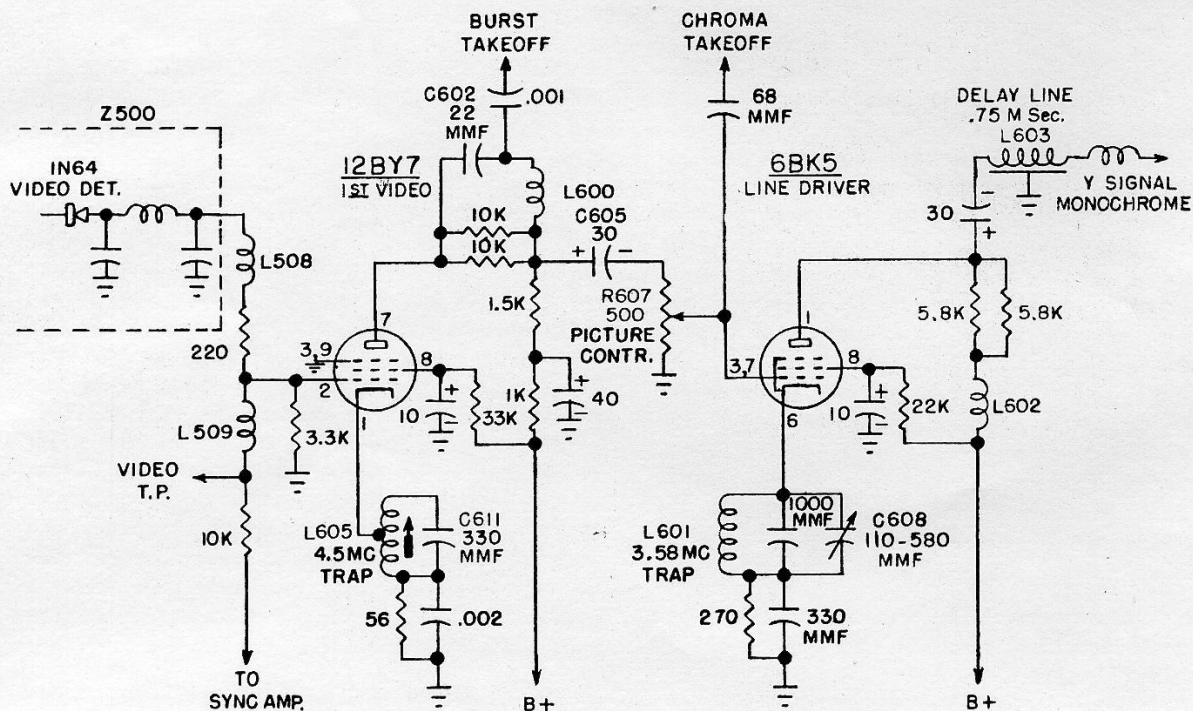 BURST
TAKEOFF
CHROMA
TAKEOFF
C602
22
MMF
.001
68
MMF
DELAY LINE
.75 M Sec.
L603
Z500
IN64
VIDEO DET.
12BY7
1ST VIDEO
L600
6BK5
LINE DRIVER
Y SIGNAL
MONOCHROME
10K
10K
C605
30
+ −
30
−
+
L508
1.5K
R607
500
PICTURE
CONTR.
5.8K
5.8K
220
7
1
3,9
8
2
1
3,7
8
6
+
10
−
33K
1K
+
40
−
+
10
−
22K
L602
L509
3.3K
VIDEO
T.P.
10K
L605
4.5MC
TRAP
C611
330
MMF
L601
3.58MC
TRAP
1000
MMF
C608
110-580
MMF
56
.002
270
330
MMF
TO
SYNC AMP.
B+
B+